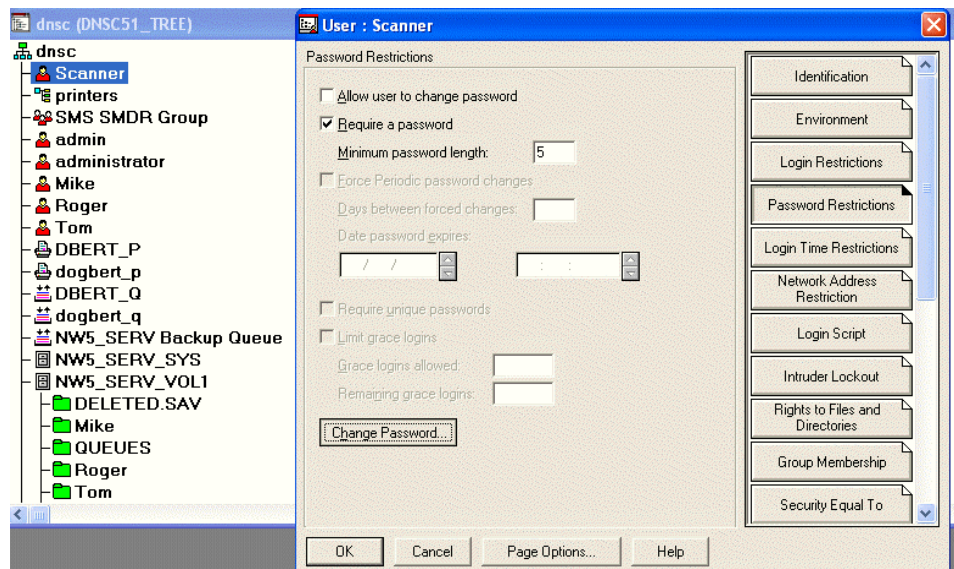 dnsc (DNSC51_TREE)
dnsc
Scanner
printers
SMS SMDR Group
admin
administrator
Mike
Roger
Tom
DBERT_P
dogbert_p
DBERT_Q
dogbert_q
NW5_SERV Backup Queue
NW5_SERV_SYS
NW5_SERV_VOL1
DELETED.SAV
Mike
QUEUES
Roger
Tom
User : Scanner
Password Restrictions
Allow user to change password
Require a password
Minimum password length: 5
Force Periodic password changes
Days between forced changes:
Date password expires:
/ / : :
Require unique passwords
Limit grace logins
Grace logins allowed:
Remaining grace logins:
Change Password...
Identification
Environment
Login Restrictions
Password Restrictions
Login Time Restrictions
Network Address
Restriction
Login Script
Intruder Lockout
Rights to Files and
Directories
Group Membership
Security Equal To
OK Cancel Page Options... Help